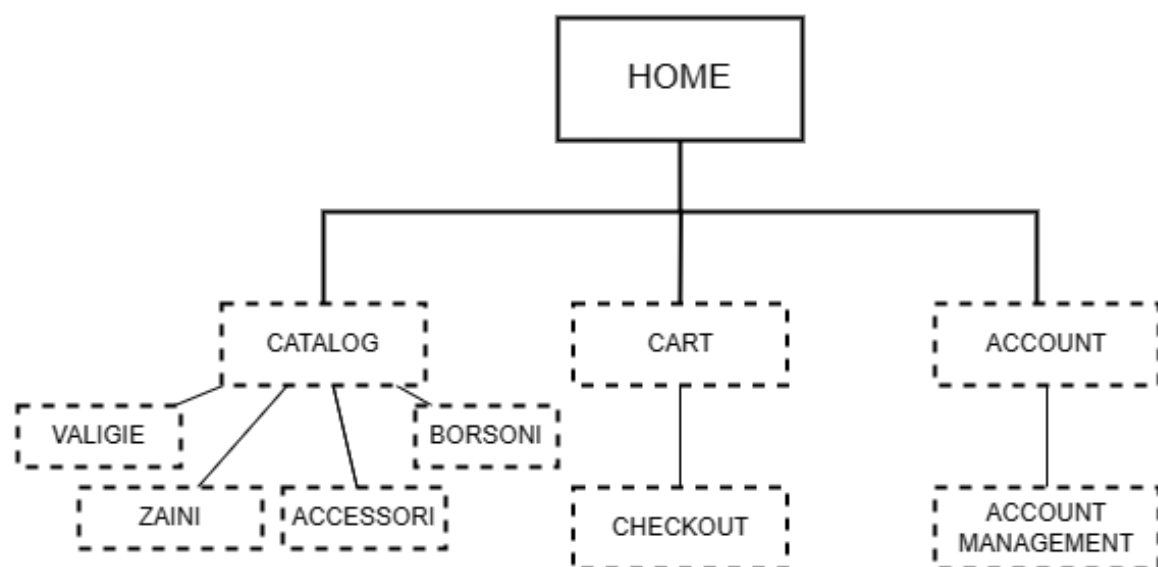 HOME
CATALOG
CART
ACCOUNT
VALIGIE
BORSONI
ZAINI
ACCESSORI
CHECKOUT
ACCOUNT
MANAGEMENT